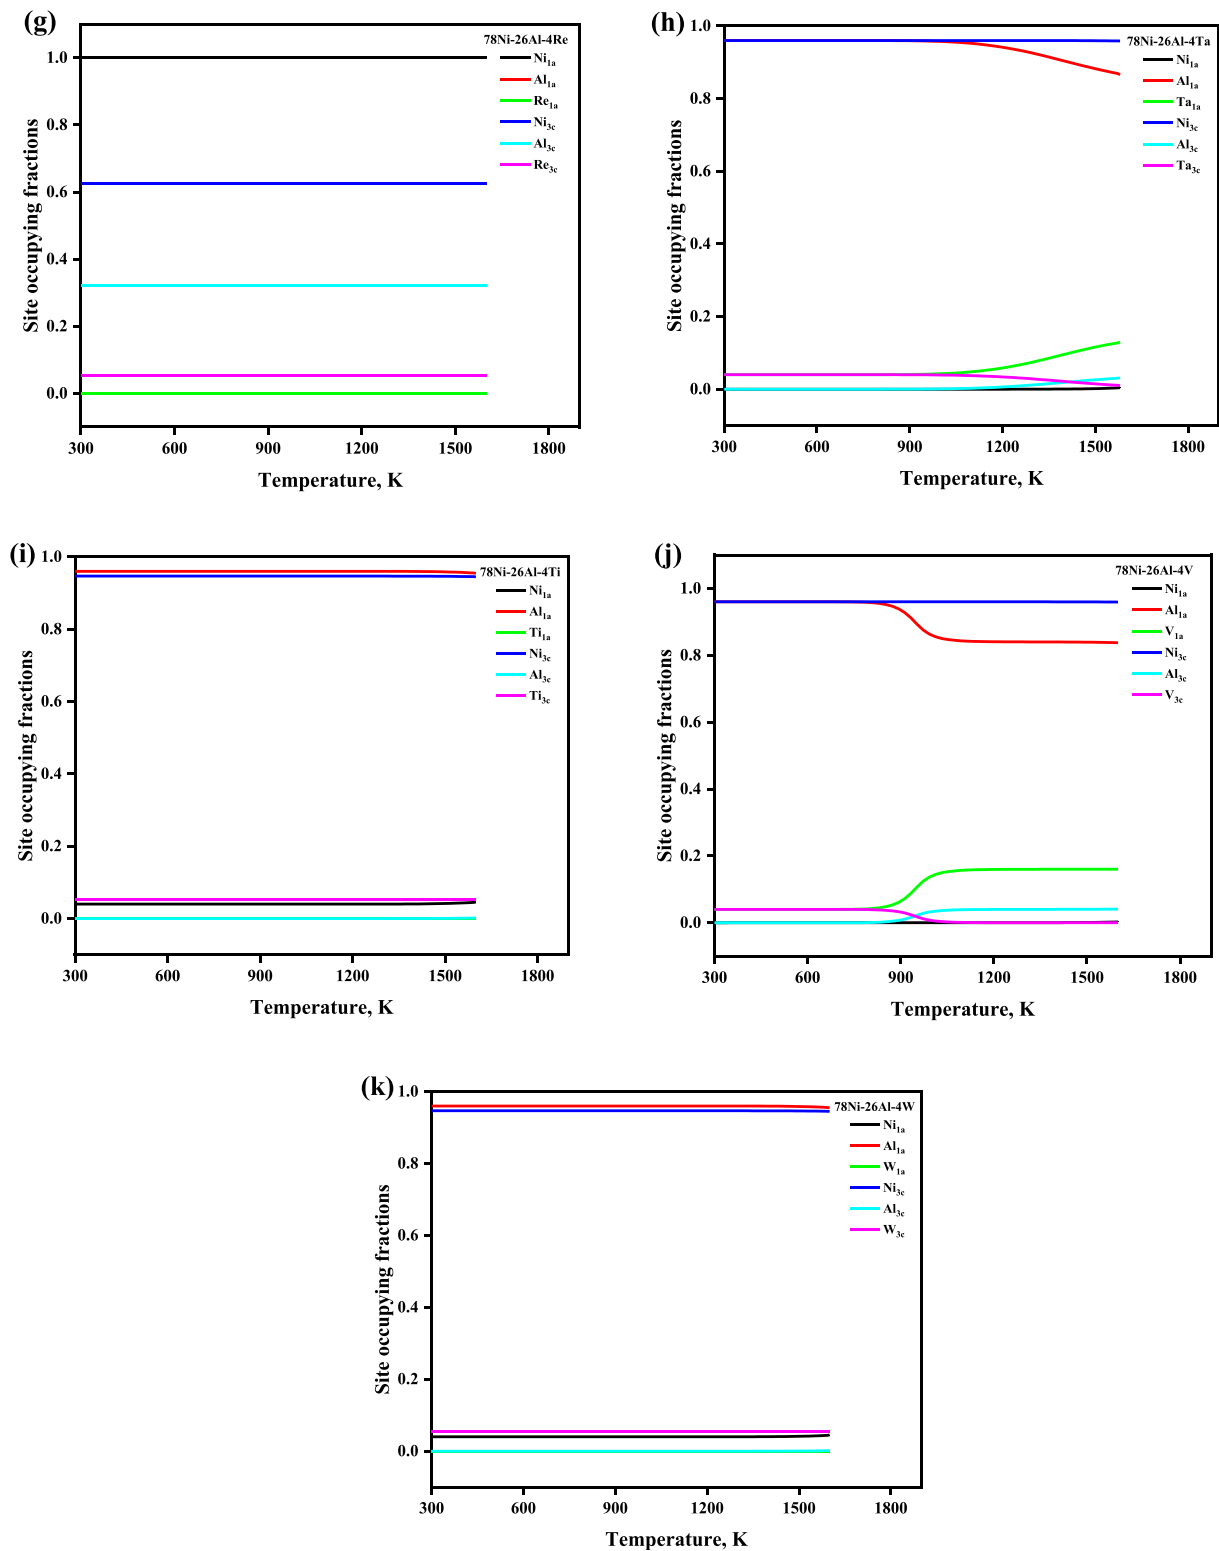 (g)
78Ni-26Al-4Re
Ni1a
Al1a
Re1a
Ni3c
Al3c
Re3c
1.0
0.8
0.6
0.4
0.2
0.0
Site occupying fractions
300 600 900 1200 1500 1800
Temperature, K
(h)
78Ni-26Al-4Ta
Ni1a
Al1a
Ta1a
Ni3c
Al3c
Ta3c
1.0
0.8
0.6
0.4
0.2
0.0
Site occupying fractions
300 600 900 1200 1500 1800
Temperature, K
(i)
78Ni-26Al-4Ti
Ni1a
Al1a
Ti1a
Ni3c
Al3c
Ti3c
1.0
0.8
0.6
0.4
0.2
0.0
Site occupying fractions
300 600 900 1200 1500 1800
Temperature, K
(j)
78Ni-26Al-4V
Ni1a
Al1a
V1a
Ni3c
Al3c
V3c
1.0
0.8
0.6
0.4
0.2
0.0
Site occupying fractions
300 600 900 1200 1500 1800
Temperature, K
(k)
78Ni-26Al-4W
Ni1a
Al1a
W1a
Ni3c
Al3c
W3c
1.0
0.8
0.6
0.4
0.2
0.0
Site occupying fractions
300 600 900 1200 1500 1800
Temperature, K